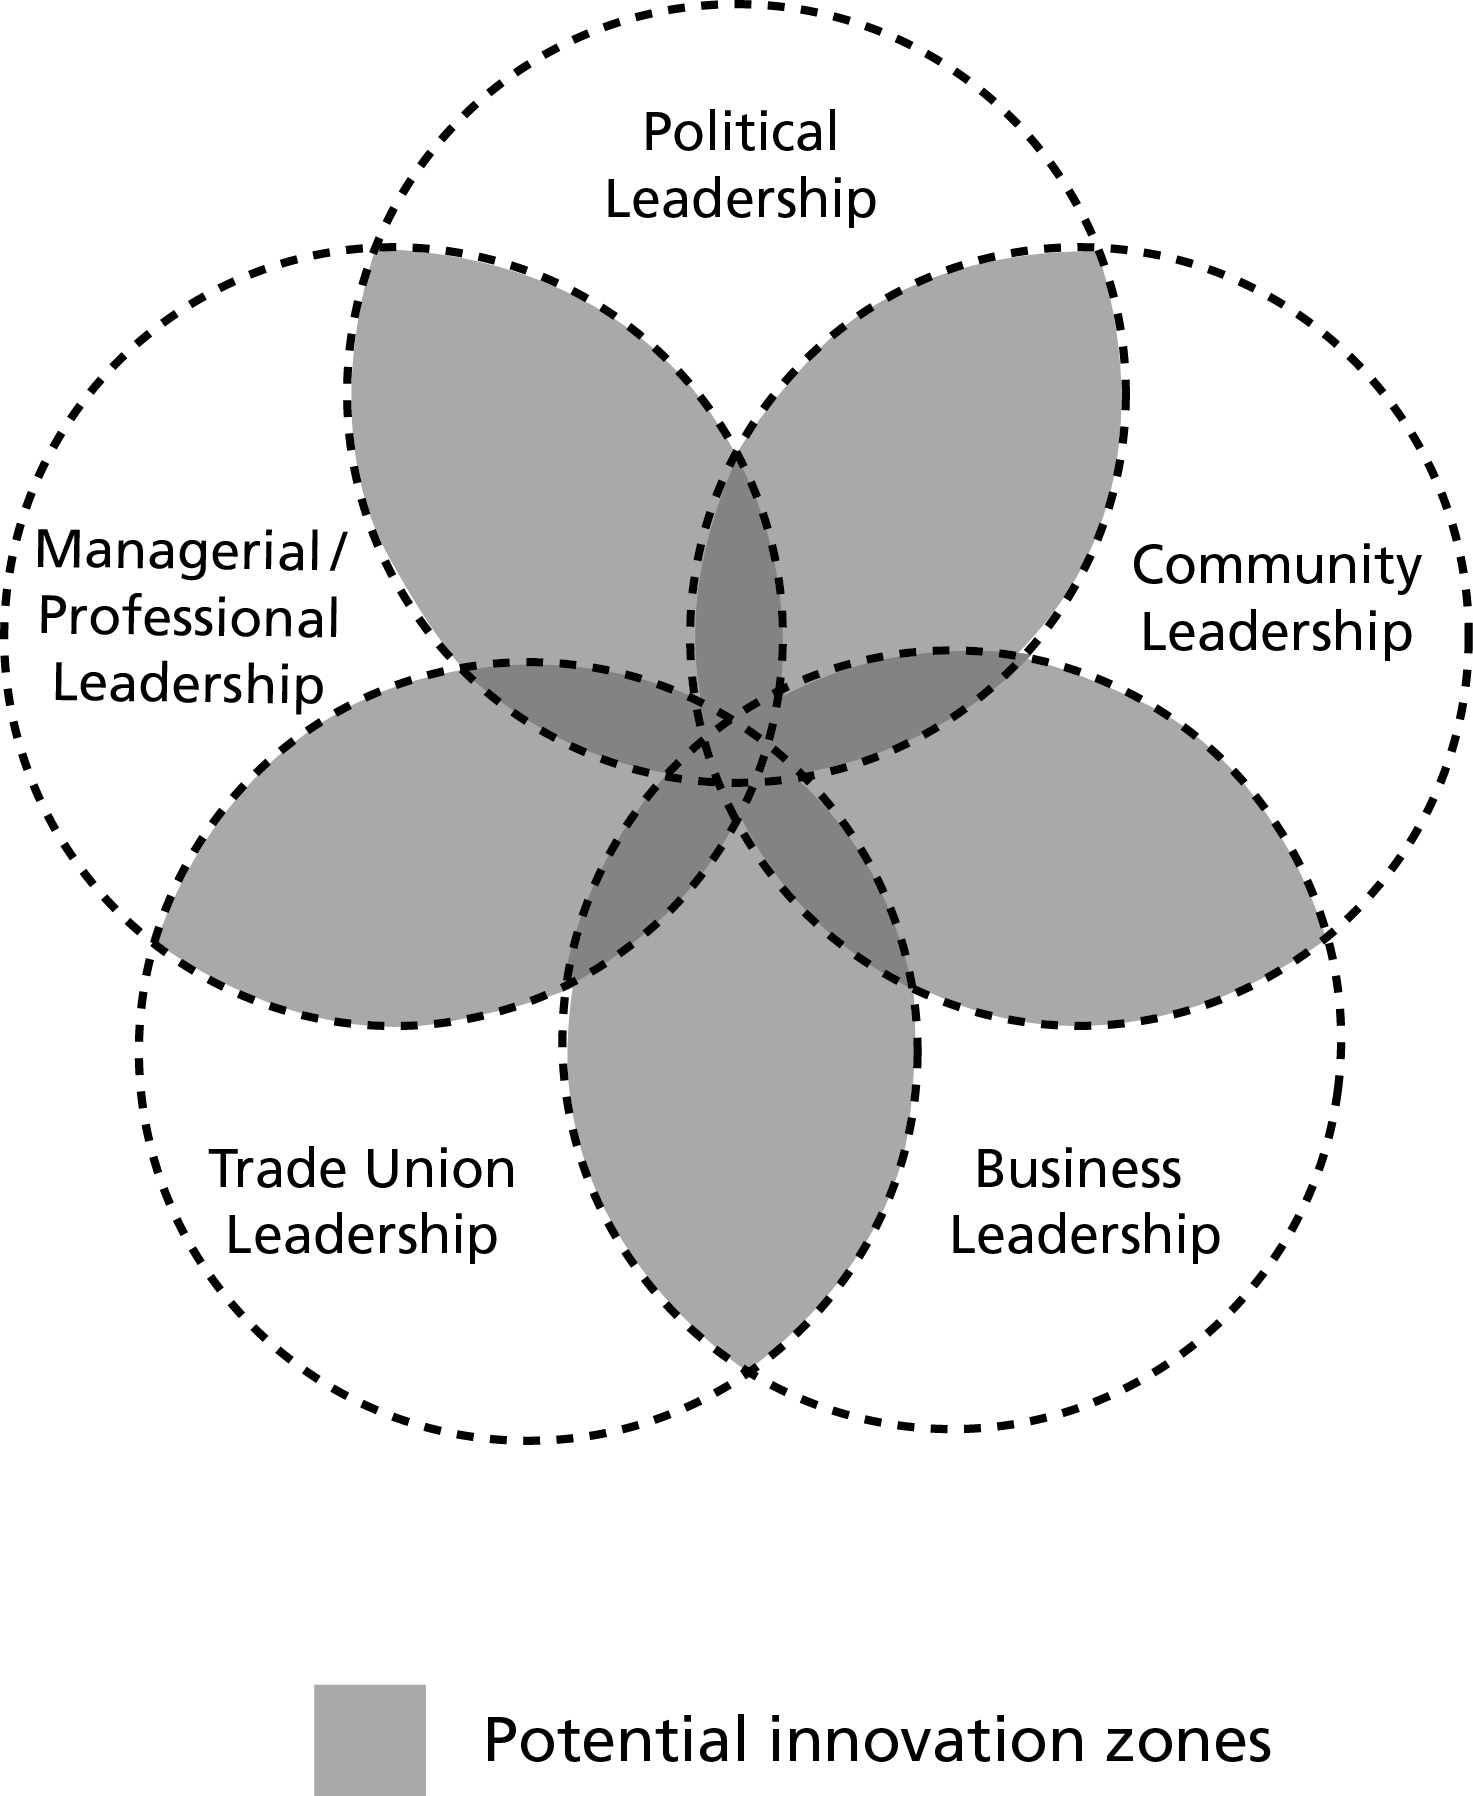 Political
Leadership
Managerial/
Professional
Leadership
Community
Leadership
Trade Union
Leadership
Business
Leadership
Potential innovation zones